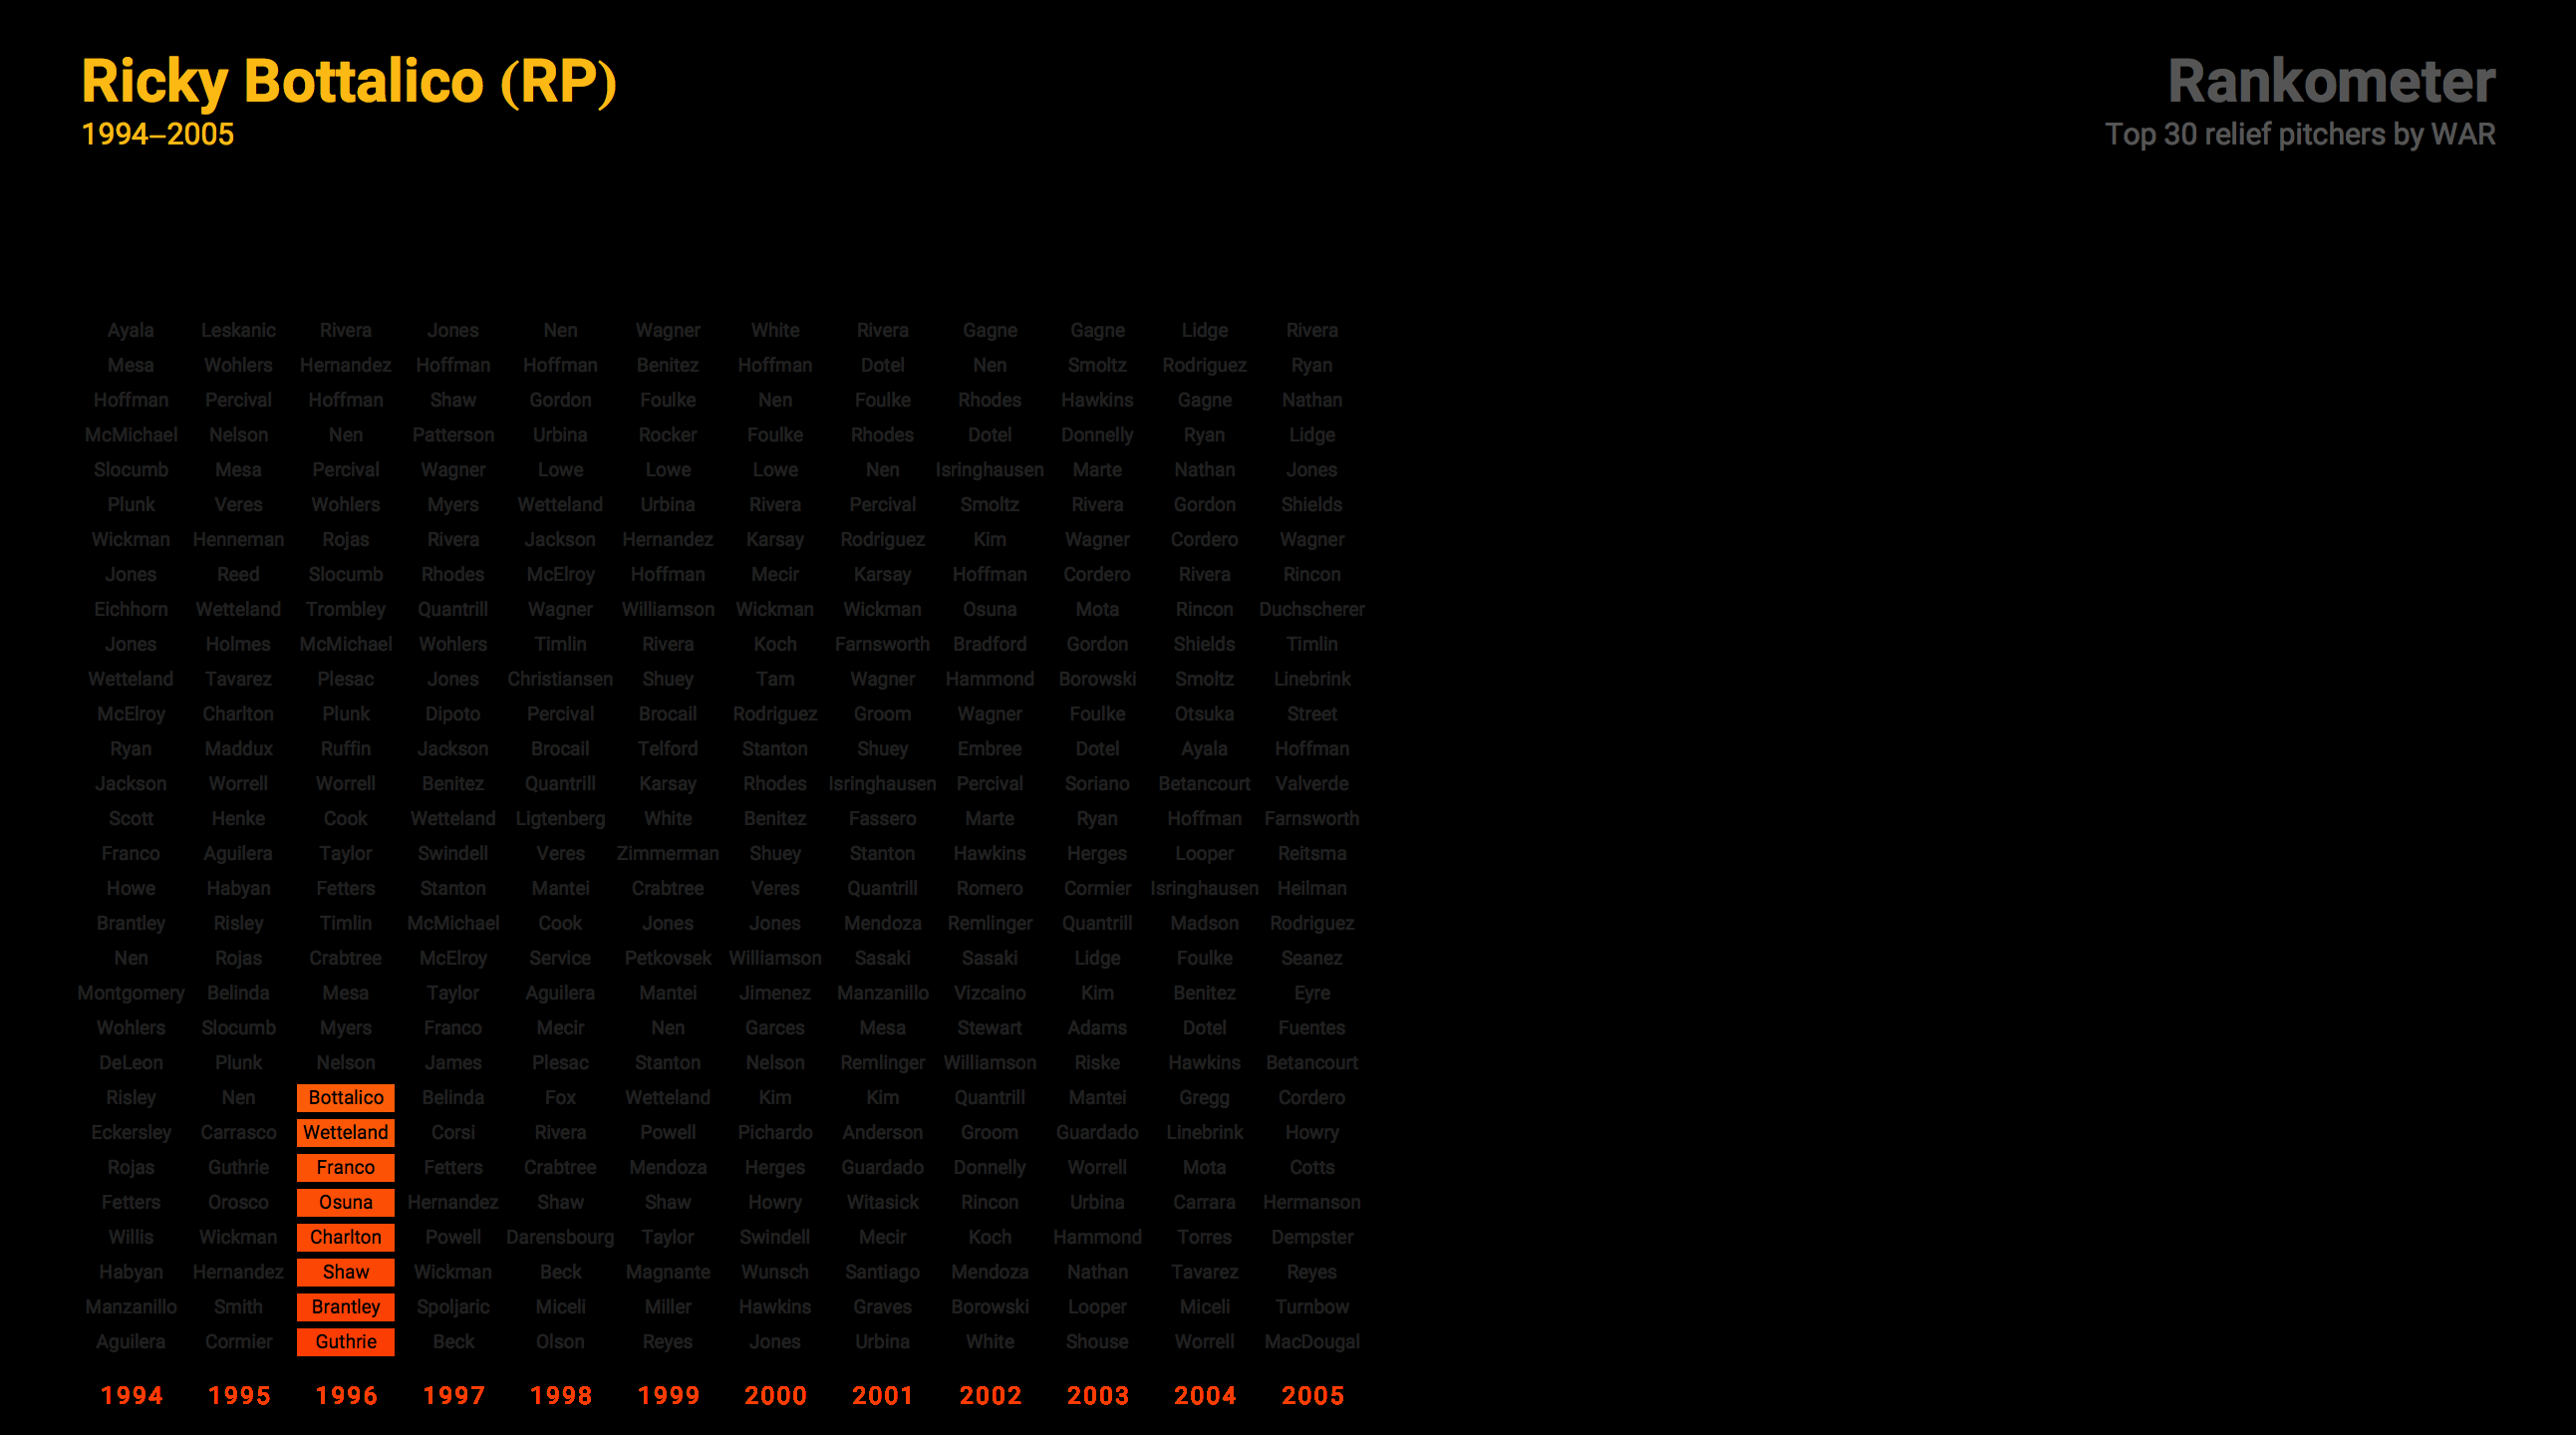 Ricky Bottalico (RP)
1994–2005
Rankometer
Top 30 relief pitchers by WAR
Ayala Leskanic Rivera Jones Nen Wagner White Rivera Gagne Gagne Lidge Rivera
Mesa Wohlers Hernandez Hoffman Hoffman Benitez Hoffman Dotel Nen Smoltz Rodriguez Ryan
Hoffman Percival Hoffman Shaw Gordon Foulke Nen Foulke Rhodes Hawkins Gagne Nathan
McMichael Nelson Nen Patterson Urbina Rocker Foulke Rhodes Dotel Donnelly Ryan Lidge
Slocumb Mesa Percival Wagner Lowe Lowe Lowe Nen Isringhausen Marte Nathan Jones
Plunk Veres Wohlers Myers Wetteland Urbina Rivera Percival Smoltz Rivera Gordon Shields
Wickman Henneman Rojas Rivera Jackson Hernandez Karsay Rodriguez Kim Wagner Cordero Wagner
Jones Reed Slocumb Rhodes McElroy Hoffman Mecir Karsay Hoffman Cordero Rivera Rincon
Eichhorn Wetteland Trombley Quantrill Wagner Williamson Wickman Wickman Osuna Mota Rincon Duchscherer
Jones Holmes McMichael Wohlers Timlin Rivera Koch Farnsworth Bradford Gordon Shields Timlin
Wetteland Tavarez Plesac Jones Christiansen Shuey Tam Wagner Hammond Borowski Smoltz Linebrink
McElroy Charlton Plunk Dipoto Percival Brocail Rodriguez Groom Wagner Foulke Otsuka Street
Ryan Maddux Ruffin Jackson Brocail Telford Stanton Shuey Embree Dotel Ayala Hoffman
Jackson Worrell Worrell Benitez Quantrill Karsay Rhodes Isringhausen Percival Soriano Betancourt Valverde
Scott Henke Cook Wetteland Ligtenberg White Benitez Fassero Marte Ryan Hoffman Farnsworth
Franco Aguilera Taylor Swindell Veres Zimmerman Shuey Stanton Hawkins Herges Looper Reitsma
Howe Habyan Fetters Stanton Mantei Crabtree Veres Quantrill Romero Cormier Isringhausen Heilman
Brantley Risley Timlin McMichael Cook Jones Jones Mendoza Remlinger Quantrill Madson Rodriguez
Nen Rojas Crabtree McElroy Service Petkovsek Williamson Sasaki Sasaki Lidge Foulke Seanez
Montgomery Belinda Mesa Taylor Aguilera Mantei Jimenez Manzanillo Vizcaino Kim Benitez Eyre
Wohlers Slocumb Myers Franco Mecir Nen Garces Mesa Stewart Adams Dotel Fuentes
DeLeon Plunk Nelson James Plesac Stanton Nelson Remlinger Williamson Riske Hawkins Betancourt
Risley Nen Bottalico Belinda Fox Wetteland Kim Kim Quantrill Mantei Gregg Cordero
Eckersley Carrasco Wetteland Corsi Rivera Powell Pichardo Anderson Groom Guardado Linebrink Howry
Rojas Guthrie Franco Fetters Crabtree Mendoza Herges Guardado Donnelly Worrell Mota Cotts
Fetters Orosco Osuna Hernandez Shaw Shaw Howry Witasick Rincon Urbina Carrara Hermanson
Willis Wickman Charlton Powell Darensbourg Taylor Swindell Mecir Koch Hammond Torres Dempster
Habyan Hernandez Shaw Wickman Beck Magnante Wunsch Santiago Mendoza Nathan Tavarez Reyes
Manzanillo Smith Brantley Spoljaric Miceli Miller Hawkins Graves Borowski Looper Miceli Turnbow
Aguilera Cormier Guthrie Beck Olson Reyes Jones Urbina White Shouse Worrell MacDougal
1994 1995 1996 1997 1998 1999 2000 2001 2002 2003 2004 2005